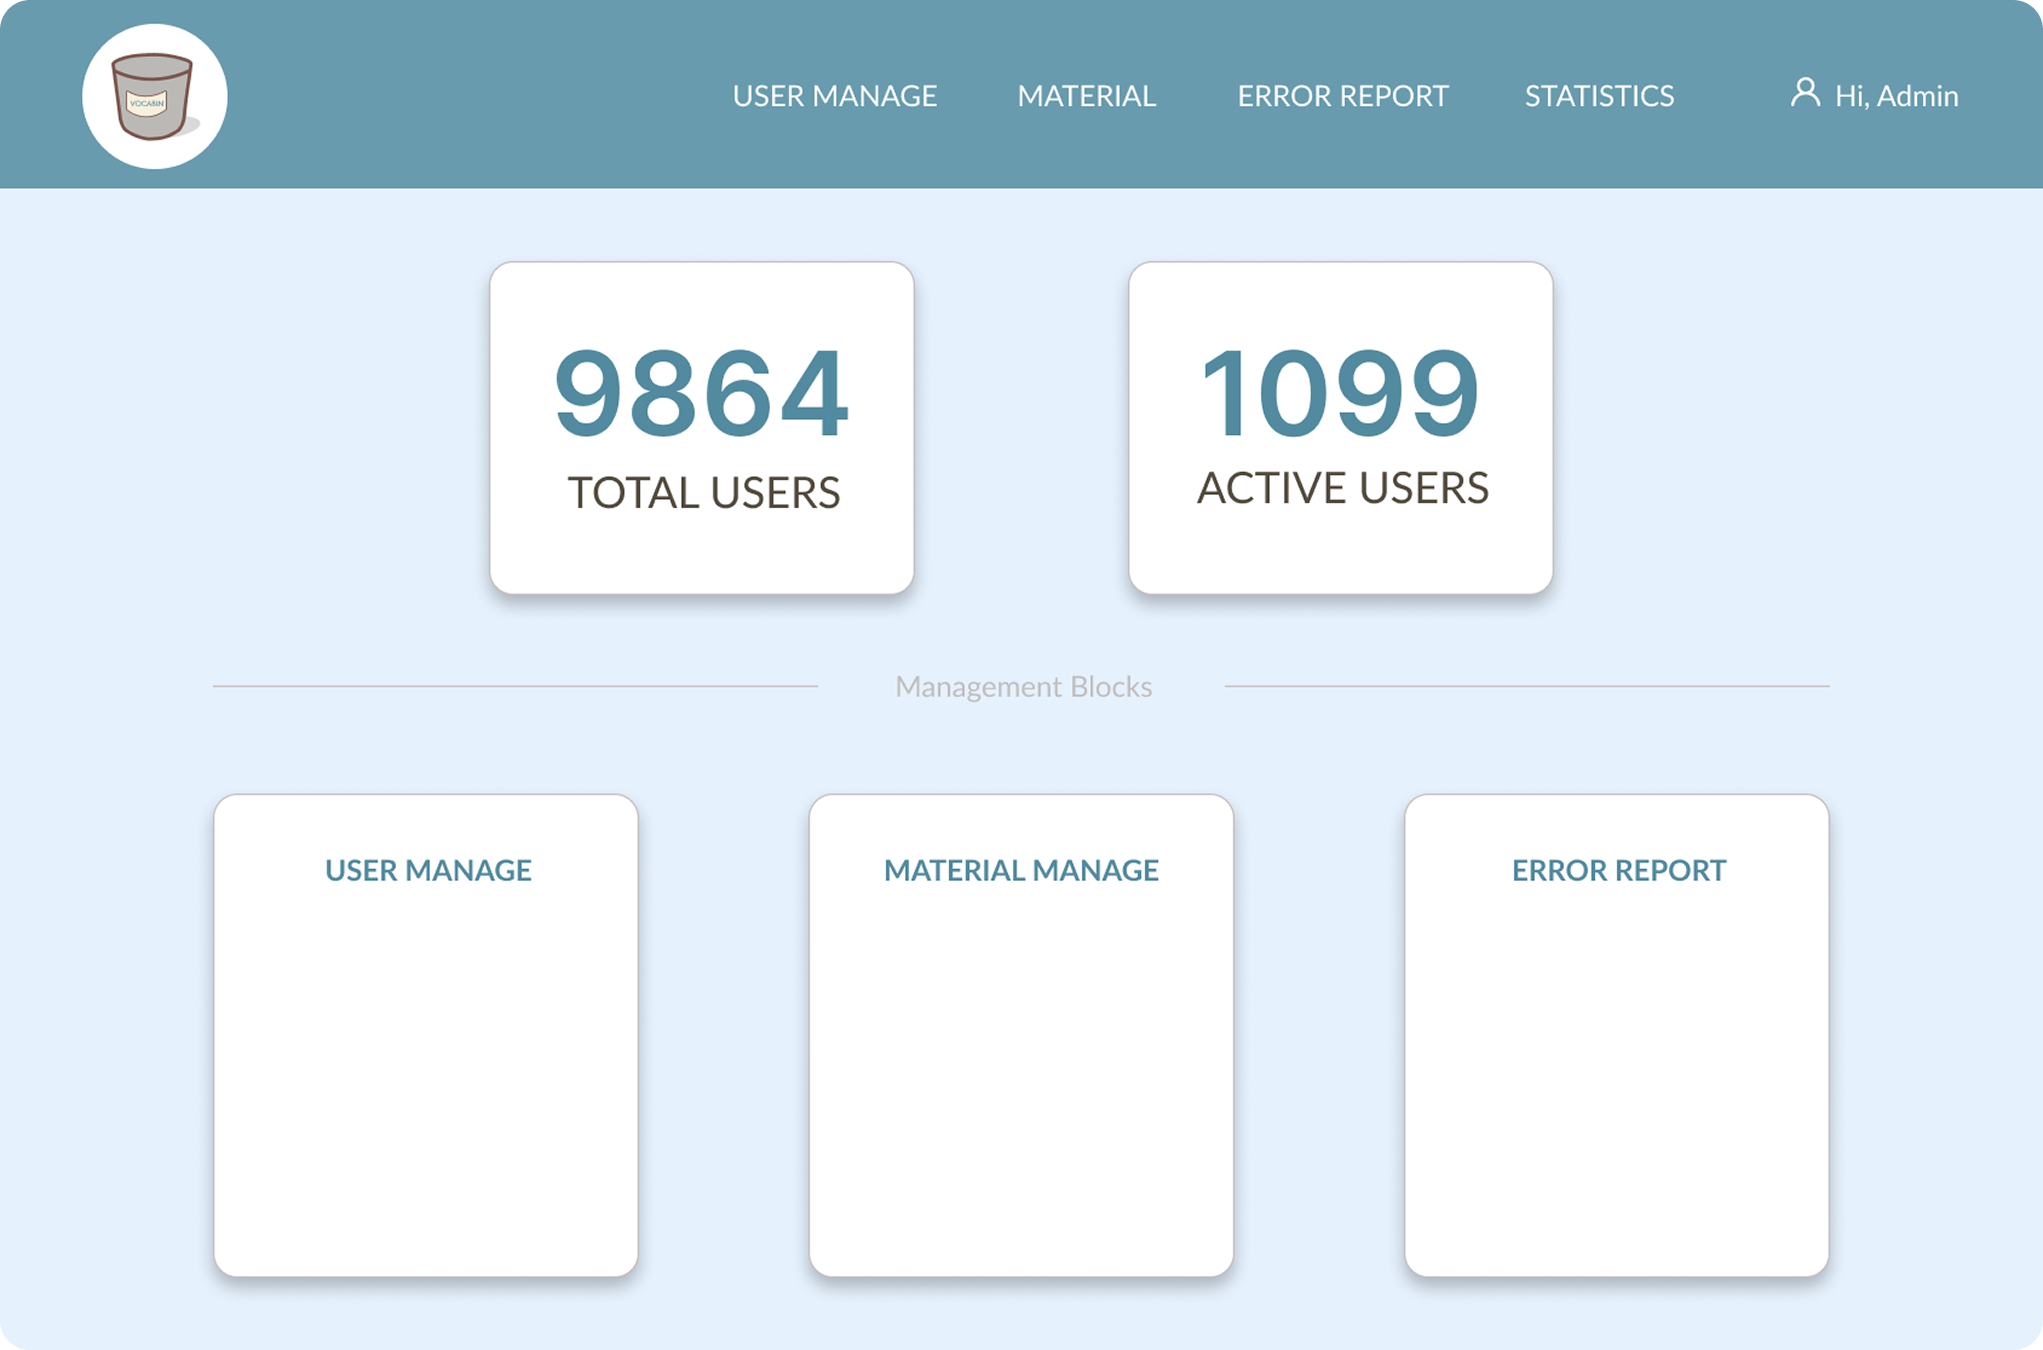 VOCABIN
USER MANAGE
MATERIAL
ERROR REPORT
STATISTICS
Hi, Admin
9864
TOTAL USERS
1099
ACTIVE USERS
Management Blocks
USER MANAGE
MATERIAL MANAGE
ERROR REPORT